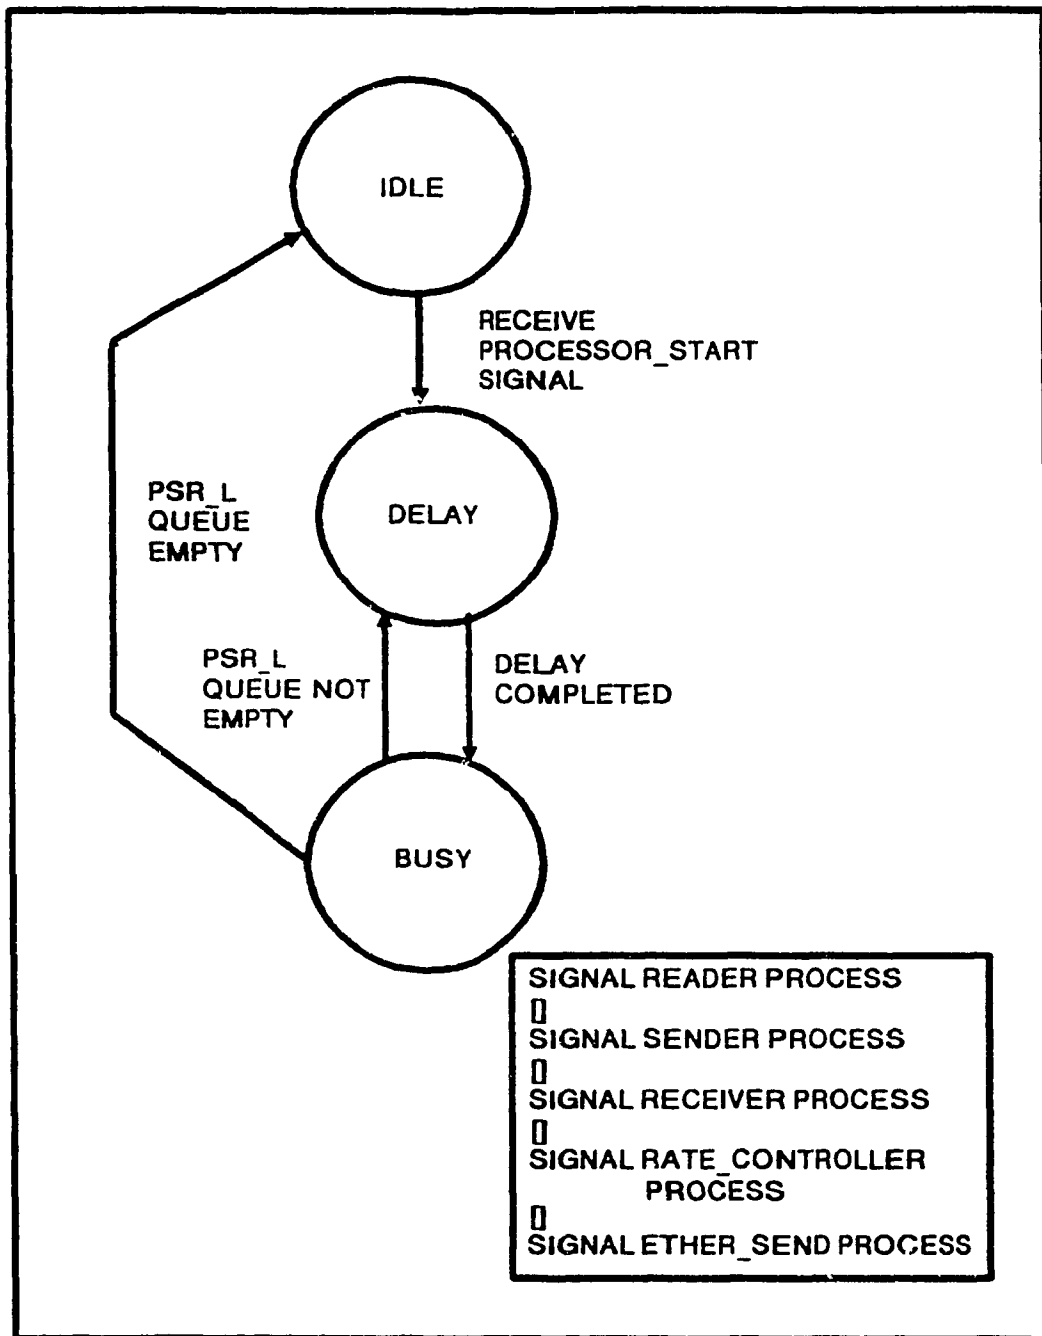 IDLE
RECEIVE
PROCESSOR_START
SIGNAL
PSR_L
QUEUE
EMPTY
DELAY
PSR_L
QUEUE NOT
EMPTY
DELAY
COMPLETED
BUSY
SIGNAL READER PROCESS
[]
SIGNAL SENDER PROCESS
[]
SIGNAL RECEIVER PROCESS
[]
SIGNAL RATE_CONTROLLER
PROCESS
[]
SIGNAL ETHER_SEND PROCESS